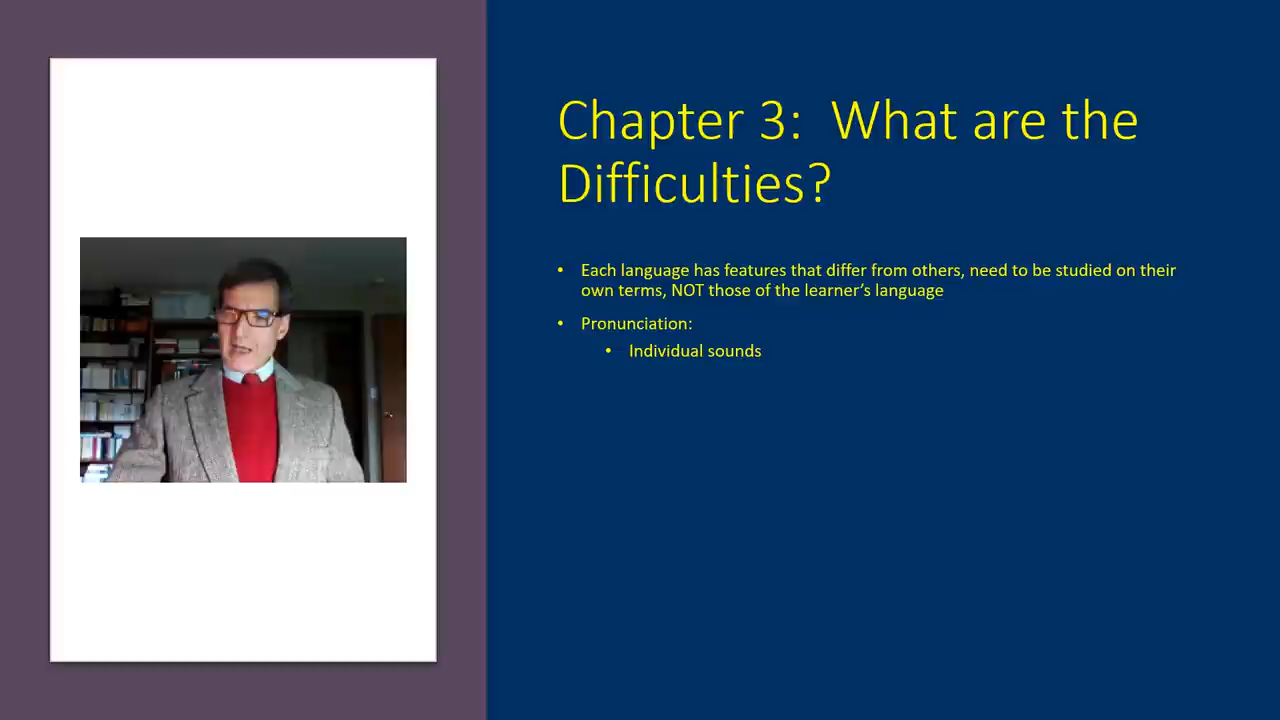 Chapter 3:  What are the
Difficulties?
• Each language has features that differ from others, need to be studied on their
own terms, NOT those of the learner’s language
• Pronunciation:
• Individual sounds